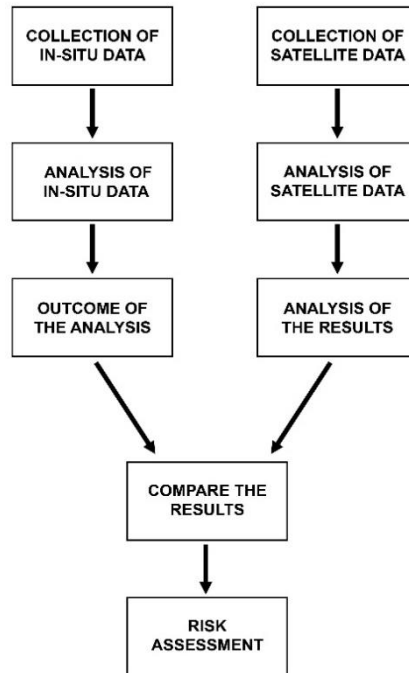 COLLECTION OF
IN-SITU DATA
COLLECTION OF
SATELLITE DATA
ANALYSIS OF
IN-SITU DATA
ANALYSIS OF
SATELLITE DATA
OUTCOME OF
THE ANALYSIS
ANALYSIS OF
THE RESULTS
COMPARE THE
RESULTS
RISK
ASSESSMENT